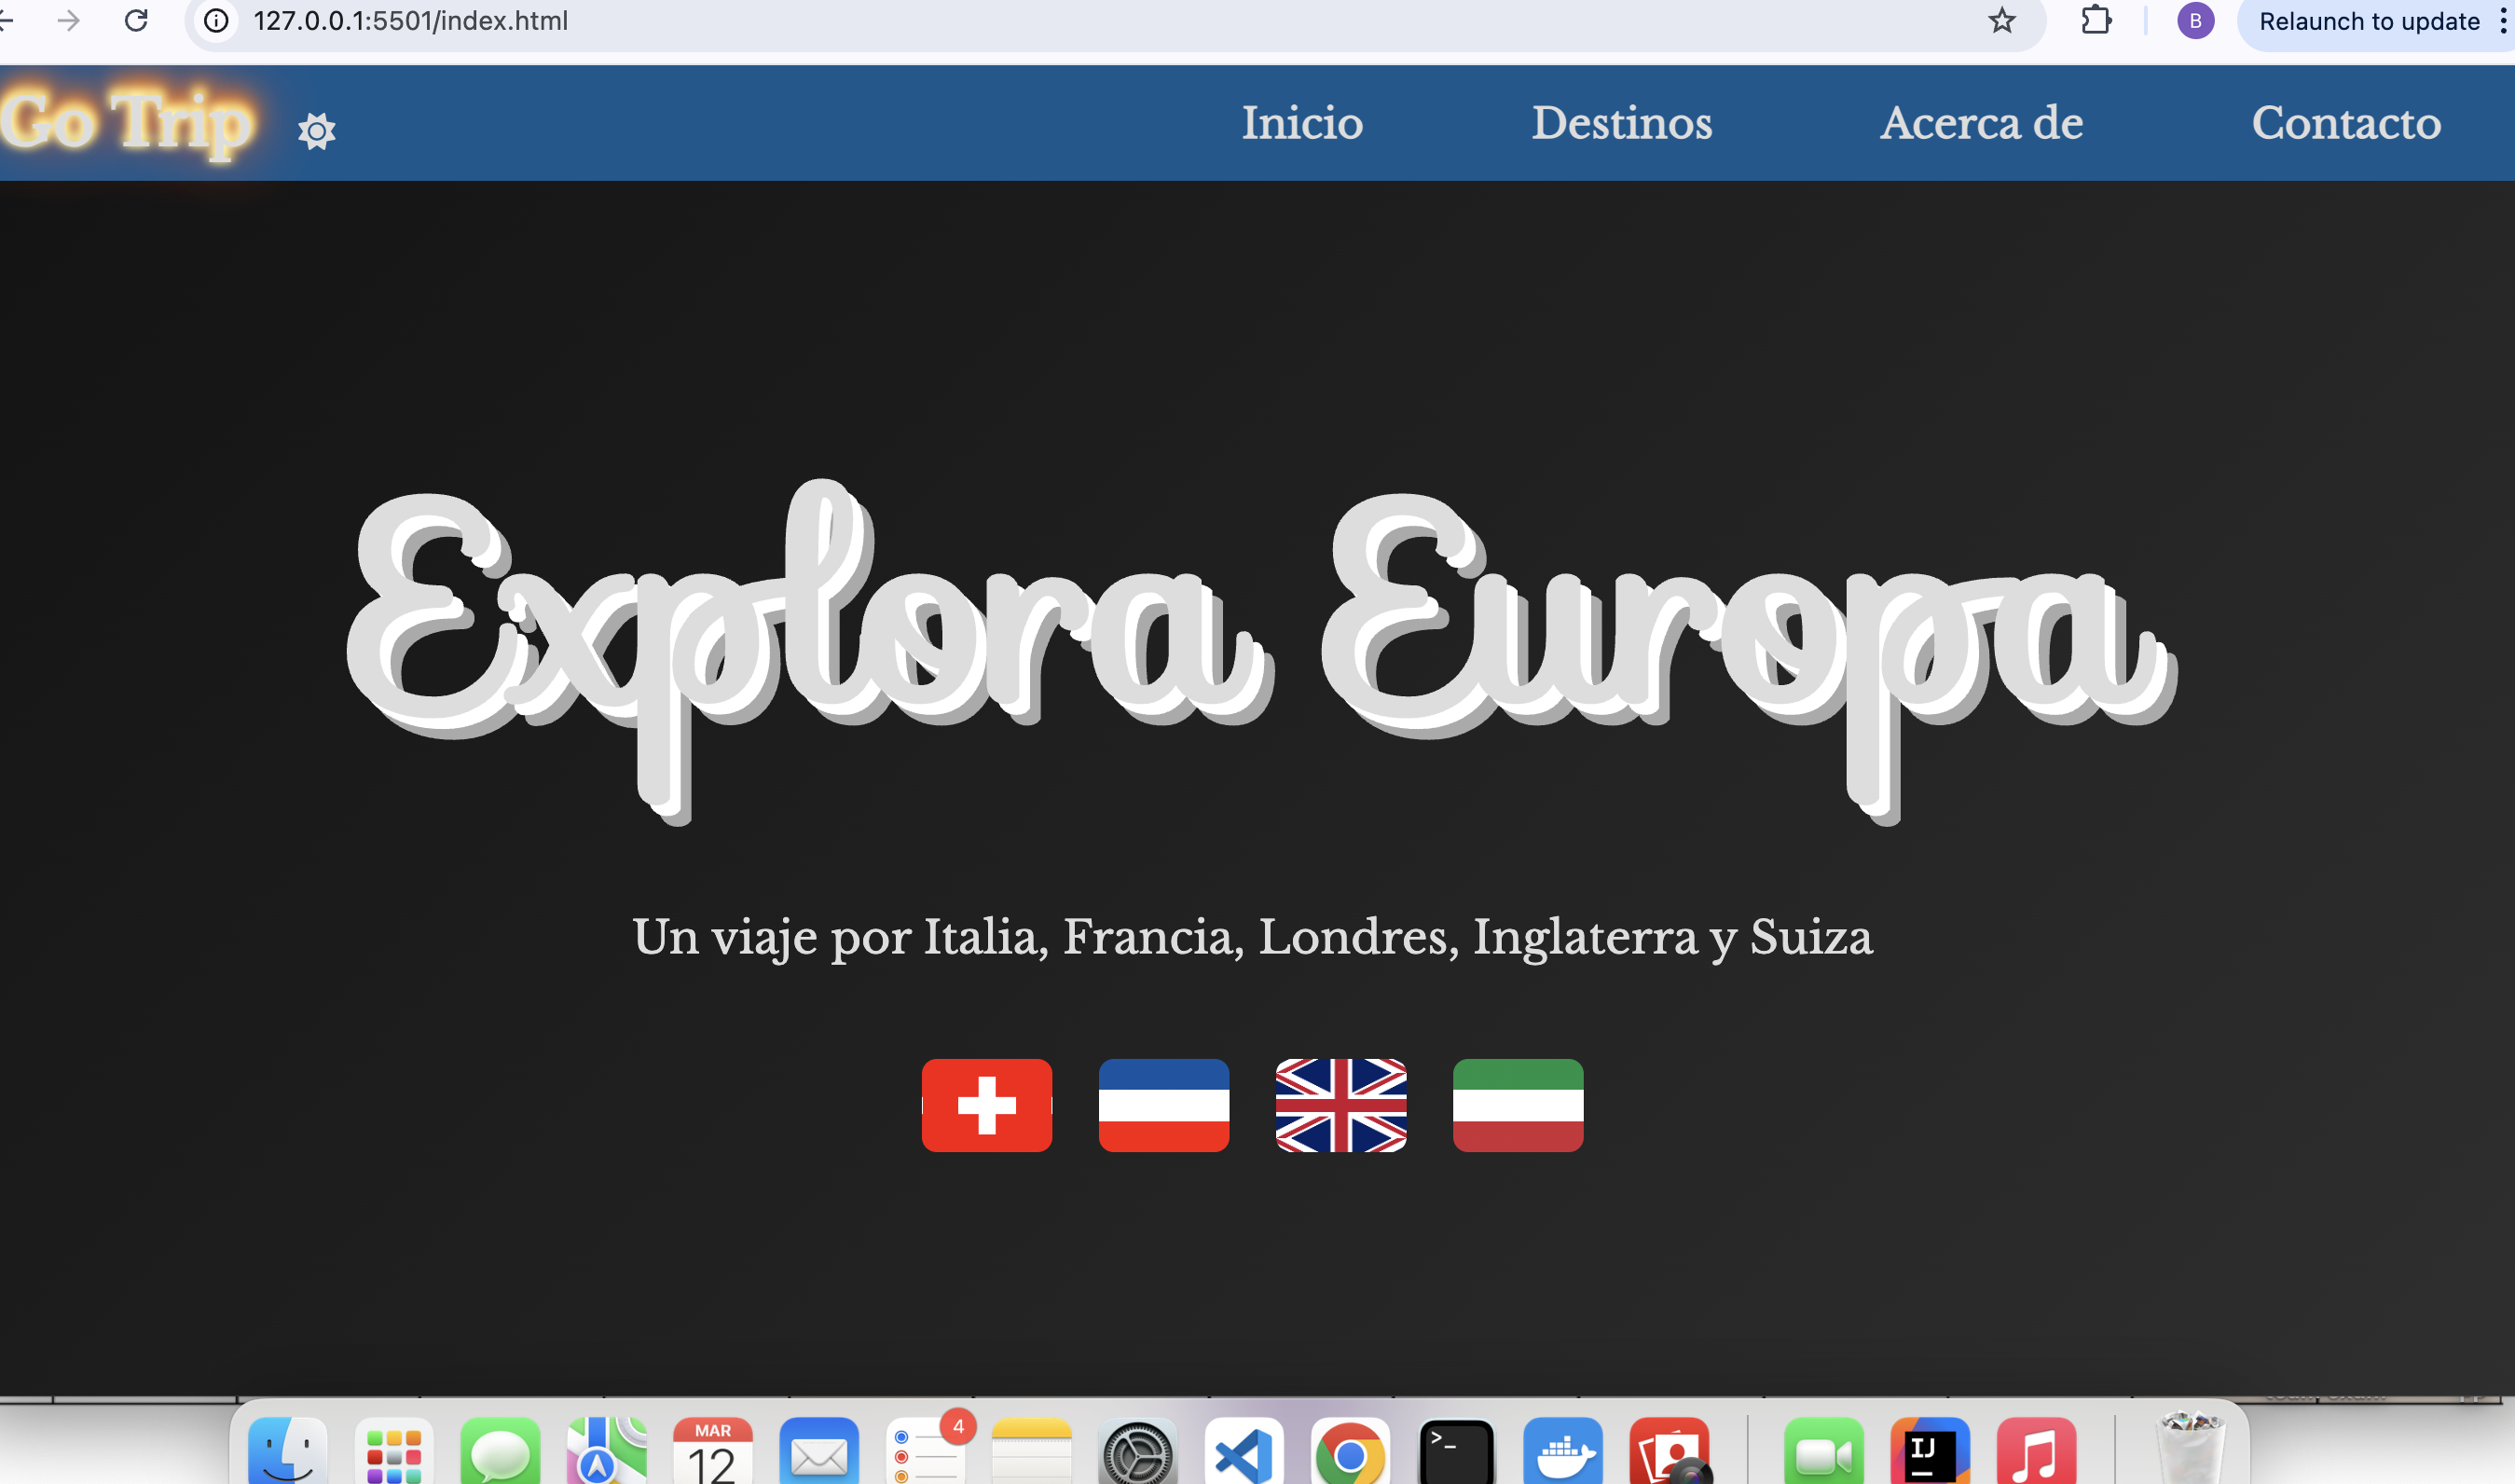 127.0.0.1:5501/index.html
B
Relaunch to update
Go Trip
Inicio
Destinos
Acerca de
Contacto
Explora Europa
Un viaje por Italia, Francia, Londres, Inglaterra y Suiza
4
MAR
12
>_
IJ